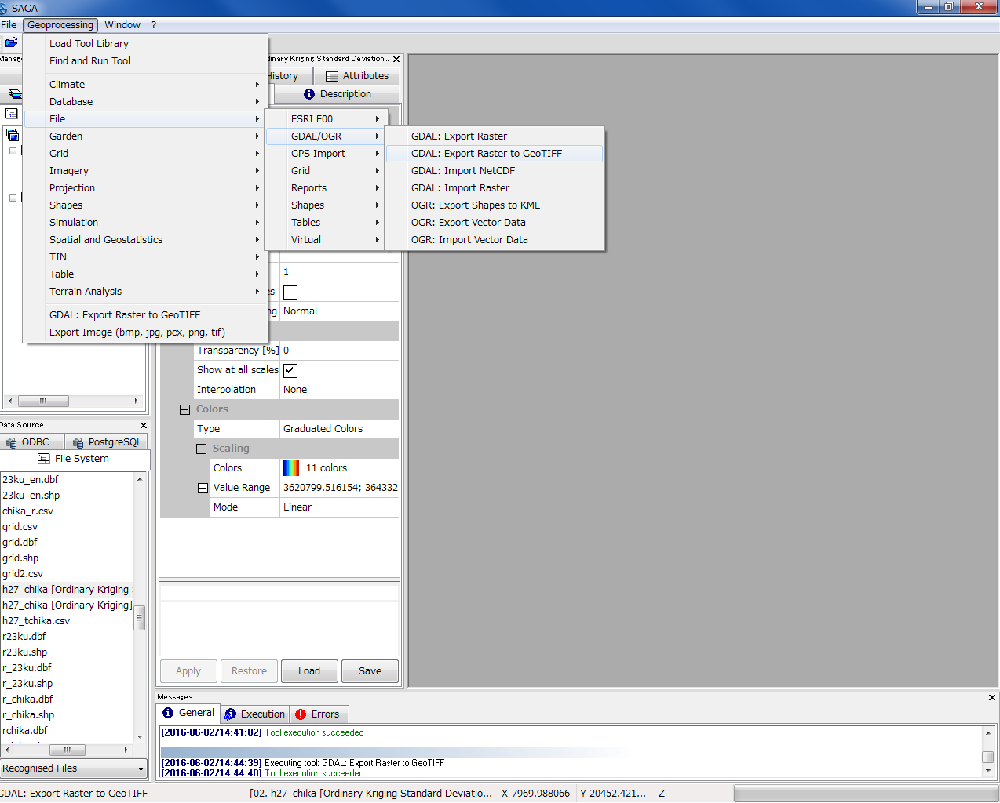 SAGA
File Geoprocessing Window ?
Load Tool Library
Find and Run Tool
Climate
Database
File
Garden
Grid
Imagery
Projection
Shapes
Simulation
Spatial and Geostatistics
TIN
Table
Terrain Analysis
GDAL: Export Raster to GeoTIFF
Export Image (bmp, jpg, pcx, png, tif)
ESRI E00
GDAL/OGR
GPS Import
Grid
Reports
Shapes
Tables
Virtual
GDAL: Export Raster
GDAL: Export Raster to GeoTIFF
GDAL: Import NetCDF
GDAL: Import Raster
OGR: Export Shapes to KML
OGR: Export Vector Data
OGR: Import Vector Data
Kriging Standard Deviation..
History Attributes
Description
1
Normal
Transparency [%] 0
Show at all scales
Interpolation None
Colors
Type Graduated Colors
Scaling
Colors 11 colors
Value Range 3620799.516154; 364332
Mode Linear
Apply Restore Load Save
Data Source
ODBC PostgreSQL
File System
23ku_en.dbf
23ku_en.shp
chika_r.csv
grid.csv
grid.dbf
grid.shp
grid2.csv
h27_chika [Ordinary Kriging
h27_chika [Ordinary Kriging]
h27_tchika.csv
r23ku.dbf
r23ku.shp
r_23ku.dbf
r_23ku.shp
r_chika.dbf
r_chika.shp
rchika.dbf
Recognised Files
Messages
General Execution Errors
[2016-06-02/14:41:02] Tool execution succeeded
[2016-06-02/14:44:39] Executing tool: GDAL: Export Raster to GeoTIFF
[2016-06-02/14:44:40] Tool execution succeeded
GDAL: Export Raster to GeoTIFF [02. h27_chika [Ordinary Kriging Standard Deviatio... X-7969.988066 Y-20452.421... Z